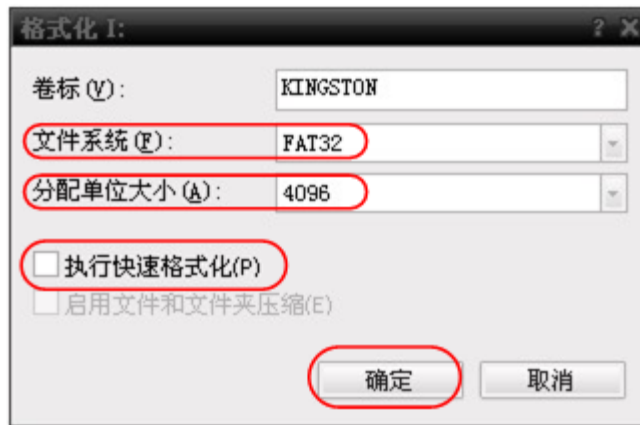 格式化 I:
卷标(V): KINGSTON
文件系统(F): FAT32
分配单位大小(A): 4096
执行快速格式化(P)
启用文件和文件夹压缩(E)
确定 取消